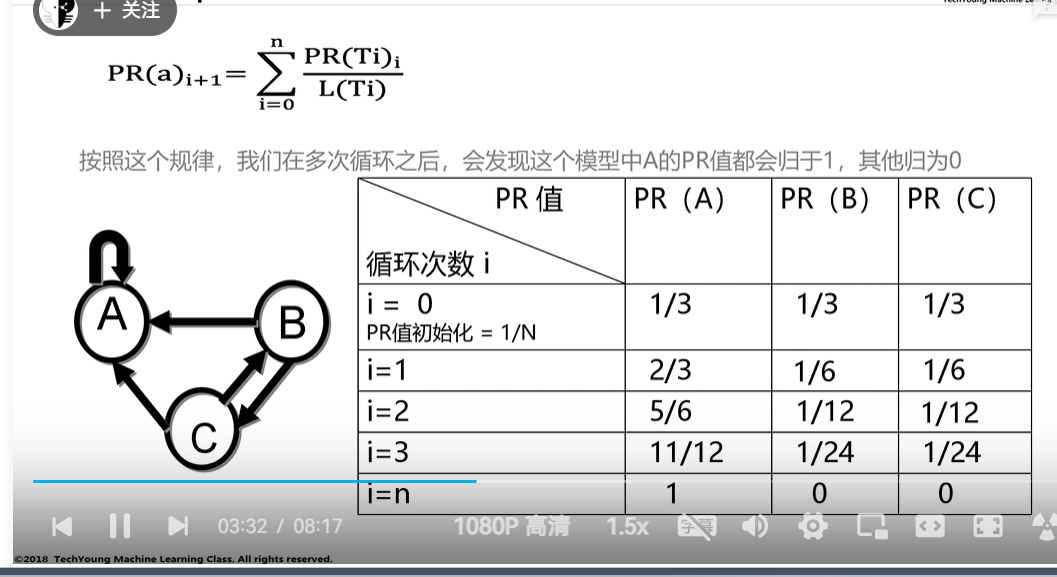 + 关注
PR(a)i+1= n ∑ i=0 PR(Ti)i / L(Ti)
按照这个规律，我们在多次循环之后，会发现这个模型中A的PR值都会归于1，其他归为0
PR 值 PR（A） PR（B） PR（C）
循环次数 i
i = 0 1/3 1/3 1/3
PR值初始化 = 1/N
i=1 2/3 1/6 1/6
i=2 5/6 1/12 1/12
i=3 11/12 1/24 1/24
i=n 1 0 0
A
B
C
03:32 / 08:17 1080P 高清 1.5x 字幕
©2018 TechYoung Machine Learning Class. All rights reserved.